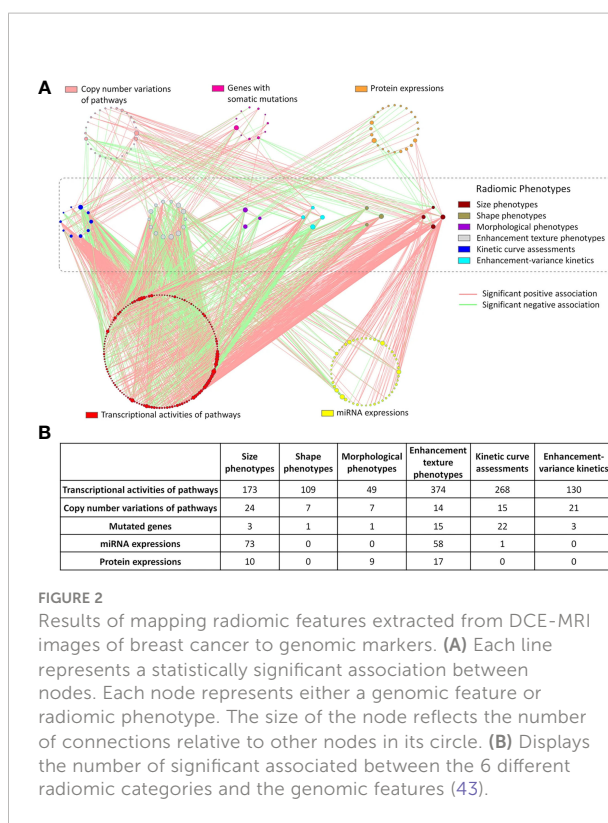 A
Copy number variations
of pathways
Genes with
somatic mutations
Protein expressions
Radiomic Phenotypes
Size phenotypes
Shape phenotypes
Morphological phenotypes
Enhancement texture phenotypes
Kinetic curve assessments
Enhancement-variance kinetics
Significant positive association
Significant negative association
Transcriptional activities of pathways
miRNA expressions
B
Size phenotypes Shape phenotypes Morphological phenotypes Enhancement texture phenotypes Kinetic curve assessments Enhancement-variance kinetics
Transcriptional activities of pathways 173 109 49 374 268 130
Copy number variations of pathways 24 7 7 14 15 21
Mutated genes 3 1 1 15 22 3
miRNA expressions 73 0 0 58 1 0
Protein expressions 10 0 9 17 0 0
FIGURE 2
Results of mapping radiomic features extracted from DCE-MRI
images of breast cancer to genomic markers. (A) Each line
represents a statistically significant association between
nodes. Each node represents either a genomic feature or
radiomic phenotype. The size of the node reflects the number
of connections relative to other nodes in its circle. (B) Displays
the number of significant associated between the 6 different
radiomic categories and the genomic features (43).